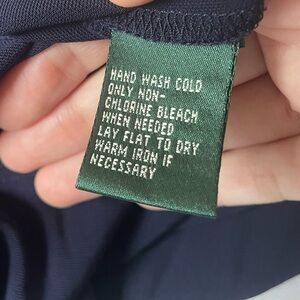 HAND WASH COLD
ONLY NON-
CHLORINE BLEACH
WHEN NEEDED
LAY FLAT TO DRY
WARM IRON IF
NECESSARY